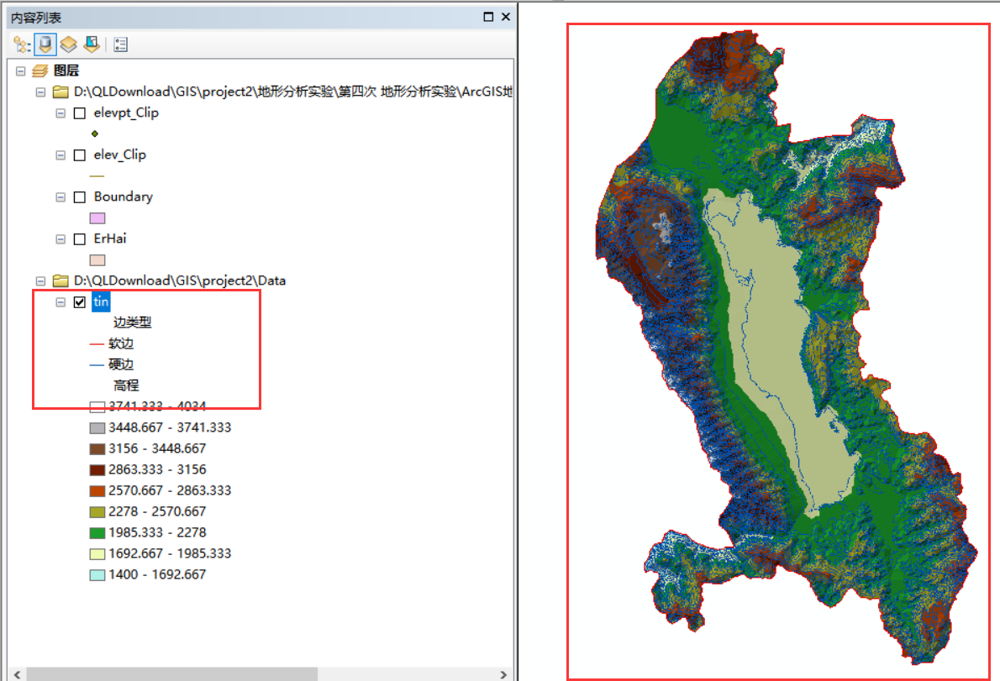 内容列表
图层
D:\QLDownload\GIS\project2\地形分析实验\第四次 地形分析实验\ArcGIS地
elevpt_Clip
elev_Clip
Boundary
ErHai
D:\QLDownload\GIS\project2\Data
tin
边类型
软边
硬边
高程
3741.333 - 4034
3448.667 - 3741.333
3156 - 3448.667
2863.333 - 3156
2570.667 - 2863.333
2278 - 2570.667
1985.333 - 2278
1692.667 - 1985.333
1400 - 1692.667